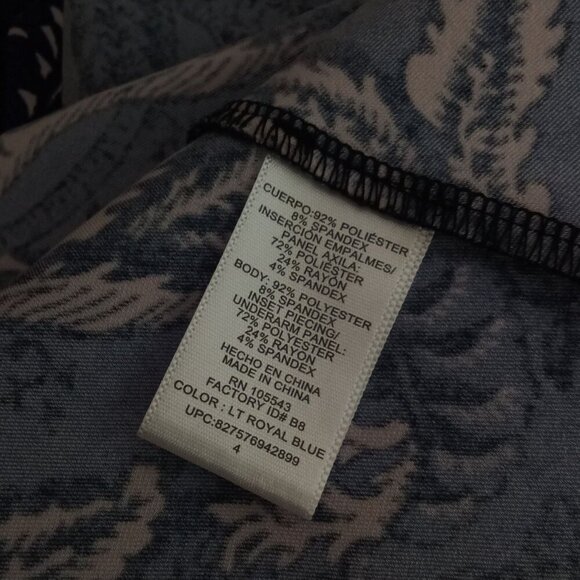 CUERPO:92% POLIÉSTER
8% SPANDEX
INSERCIÓN EMPALMES/
PANEL AXILA:
72% POLIÉSTER
24% RAYON
4% SPANDEX
BODY: 92% POLYESTER
8% SPANDEX
INSET PIECING/
UNDERARM PANEL:
72% POLYESTER
24% RAYON
4% SPANDEX
HECHO EN CHINA
MADE IN CHINA
RN 105543
FACTORY ID# B8
COLOR : LT ROYAL BLUE
UPC:827576942899
4